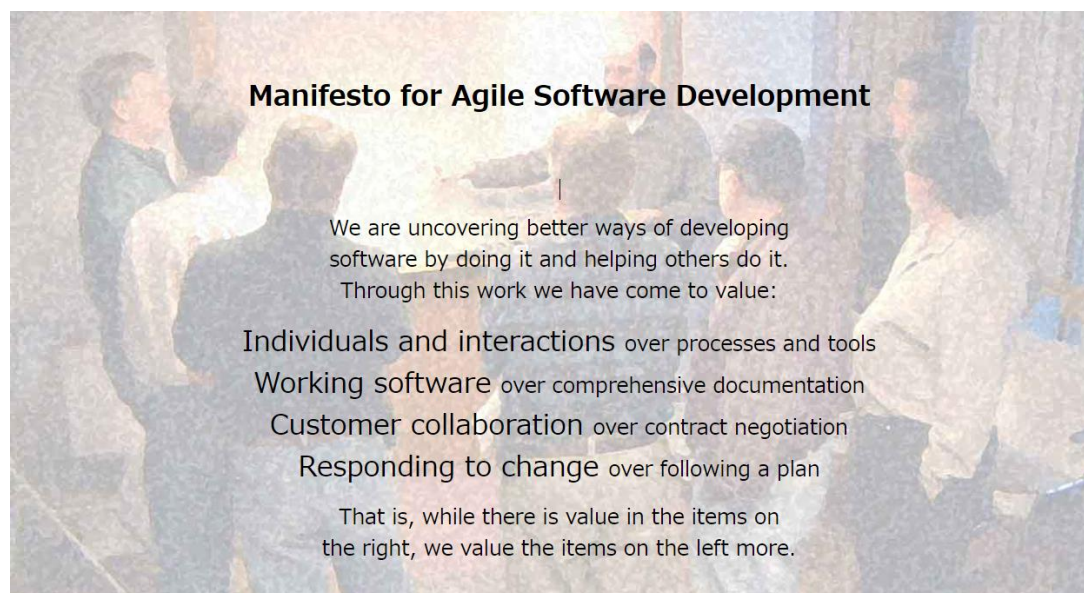 Manifesto for Agile Software Development
We are uncovering better ways of developing
software by doing it and helping others do it.
Through this work we have come to value:
Individuals and interactions over processes and tools
Working software over comprehensive documentation
Customer collaboration over contract negotiation
Responding to change over following a plan
That is, while there is value in the items on
the right, we value the items on the left more.